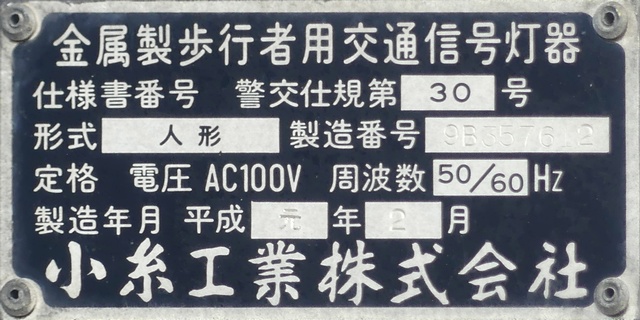 金属製歩行者用交通信号灯器
仕様書番号 警交仕規第 30 号
形式 人形 製造番号
定格 電圧 AC100V 周波数 50/60 Hz
製造年月 平成 元 年 2 月
小糸工業株式会社